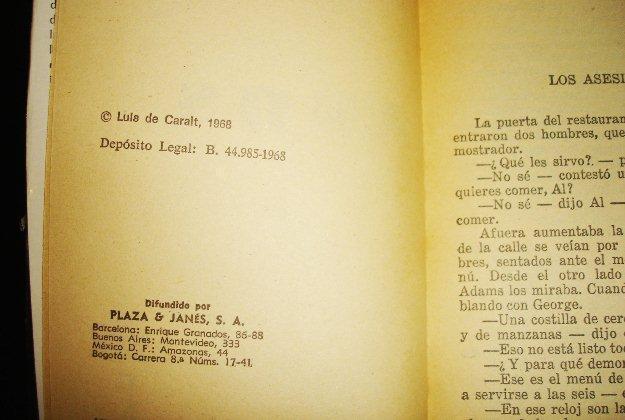 © Luis de Caralt, 1968
Depósito Legal: B. 44.985-1968
Difundido por
PLAZA & JANÉS, S. A.
Barcelona: Enrique Granados, 86-88
Buenos Aires: Montevideo, 333
México D. F.: Amazonas, 44
Bogotá: Carrera 8.ª Núms. 17-41.
LOS ASESI
La puerta del restauran
entraron dos hombres, que
mostrador.
—¿Qué les sirvo?. — p
—No sé — contestó u
quieres comer, Al?
—No sé — dijo Al —
comer.
Afuera aumentaba la
de la calle se veían por
bres, sentados ante el m
nú. Desde el otro lado
Adams los miraba. Cuand
blando con George.
—Una costilla de cerd
y de manzanas — dijo
—Eso no está listo tod
—¿Y para qué demon
—Ese es el menú de
a servirse a las seis — e
—En ese reloj son la